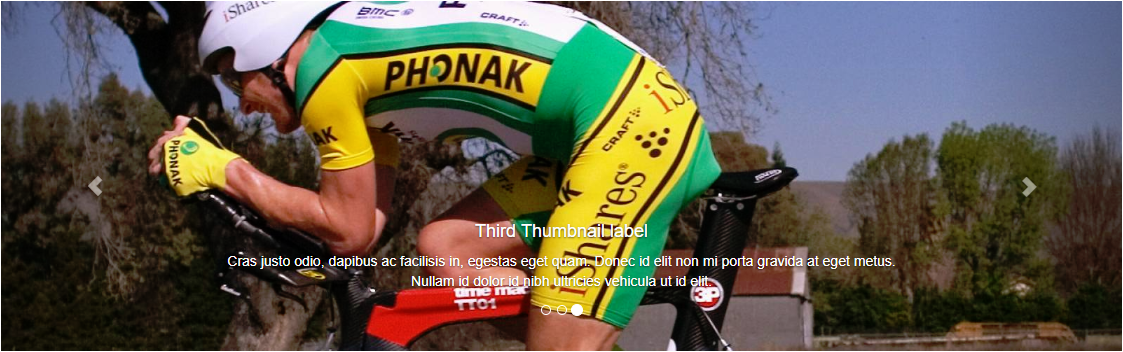 iShares
BMC
CRAFT
PHONAK
iS
CRAFT
PHONAK
iShares®
Third Thumbnail label
Cras justo odio, dapibus ac facilisis in, egestas eget quam. Donec id elit non mi porta gravida at eget metus.
Nullam id dolor id nibh ultricies vehicula ut id elit.
time mac
TT01
3P